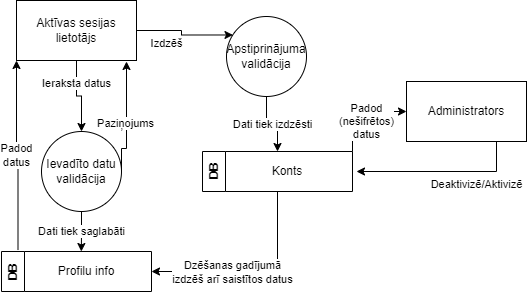 Aktīvas sesijas
lietotājs
Izdzēš
Apstiprinājuma
validācija
Ieraksta datus
Paziņojums
Padod
datus
Ievadīto datu
validācija
Dati tiek izdzēsti
Padod
(nešifrētos)
datus
Administrators
DB
Konts
Deaktivizē/Aktivizē
Dati tiek saglabāti
DB
Profilu info
Dzēšanas gadījumā
izdzēš arī saistītos datus